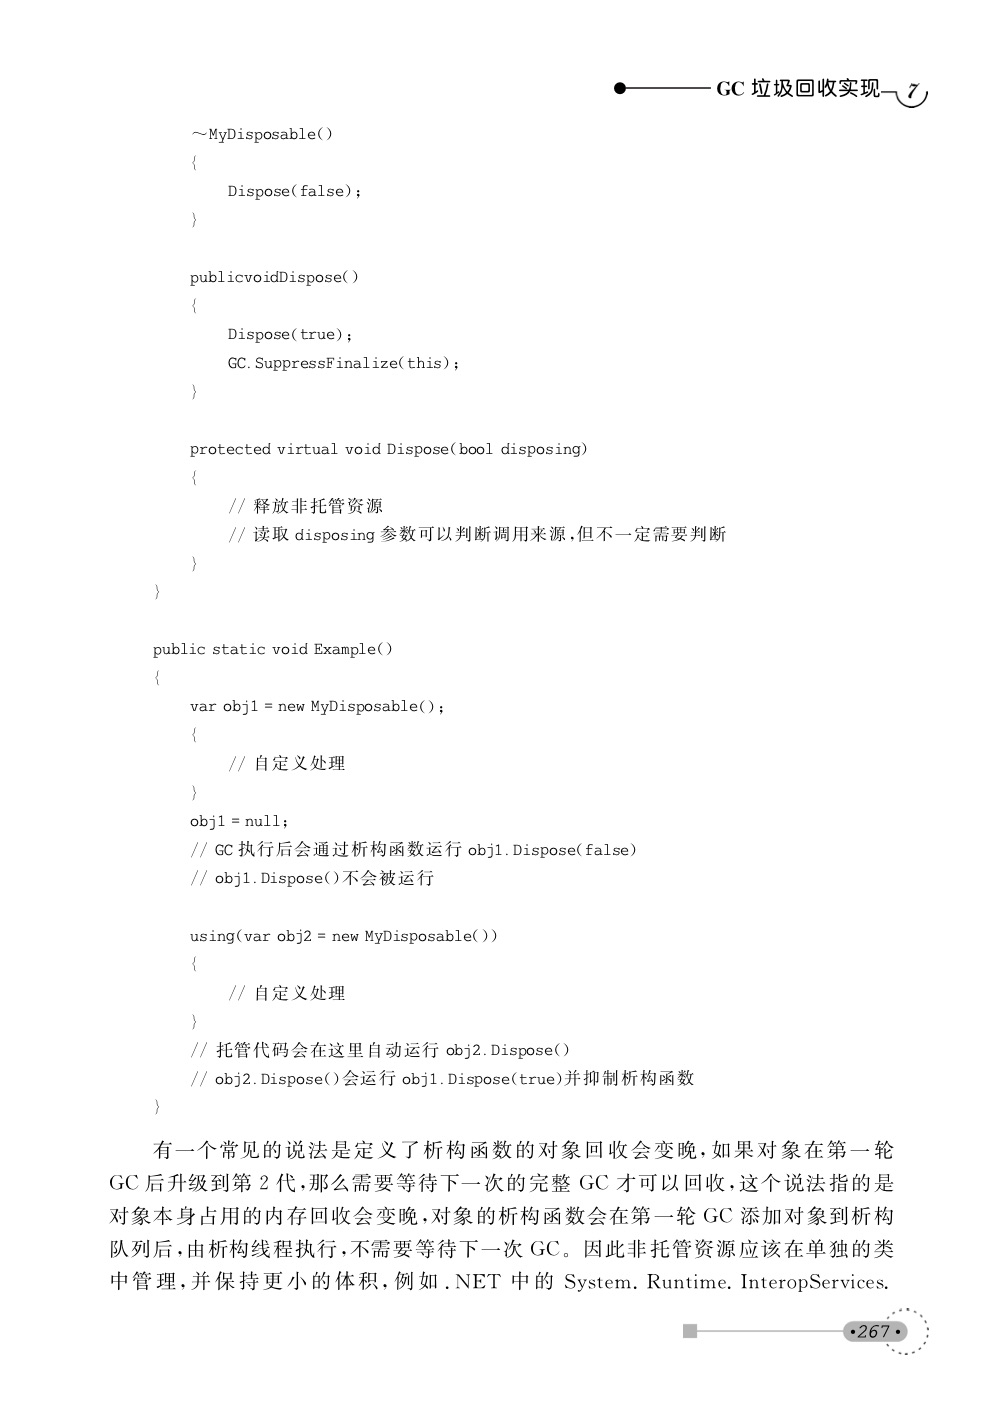 GC 垃圾回收实现 7
～MyDisposable()
{
Dispose(false);
}
publicvoidDispose()
{
Dispose(true);
GC.SuppressFinalize(this);
}
protected virtual void Dispose(bool disposing)
{
// 释放非托管资源
// 读取 disposing 参数可以判断调用来源,但不一定需要判断
}
}
public static void Example()
{
var obj1 = new MyDisposable();
{
// 自定义处理
}
obj1 = null;
// GC 执行后会通过析构函数运行 obj1.Dispose(false)
// obj1.Dispose()不会被运行
using(var obj2 = new MyDisposable())
{
// 自定义处理
}
// 托管代码会在这里自动运行 obj2.Dispose()
// obj2.Dispose()会运行 obj1.Dispose(true)并抑制析构函数
}
有一个常见的说法是定义了析构函数的对象回收会变晚,如果对象在第一轮
GC 后升级到第 2 代,那么需要等待下一次的完整 GC 才可以回收,这个说法指的是
对象本身占用的内存回收会变晚,对象的析构函数会在第一轮 GC 添加对象到析构
队列后,由析构线程执行,不需要等待下一次 GC。因此非托管资源应该在单独的类
中管理,并保持更小的体积,例如.NET 中的 System. Runtime. InteropServices.
•267•